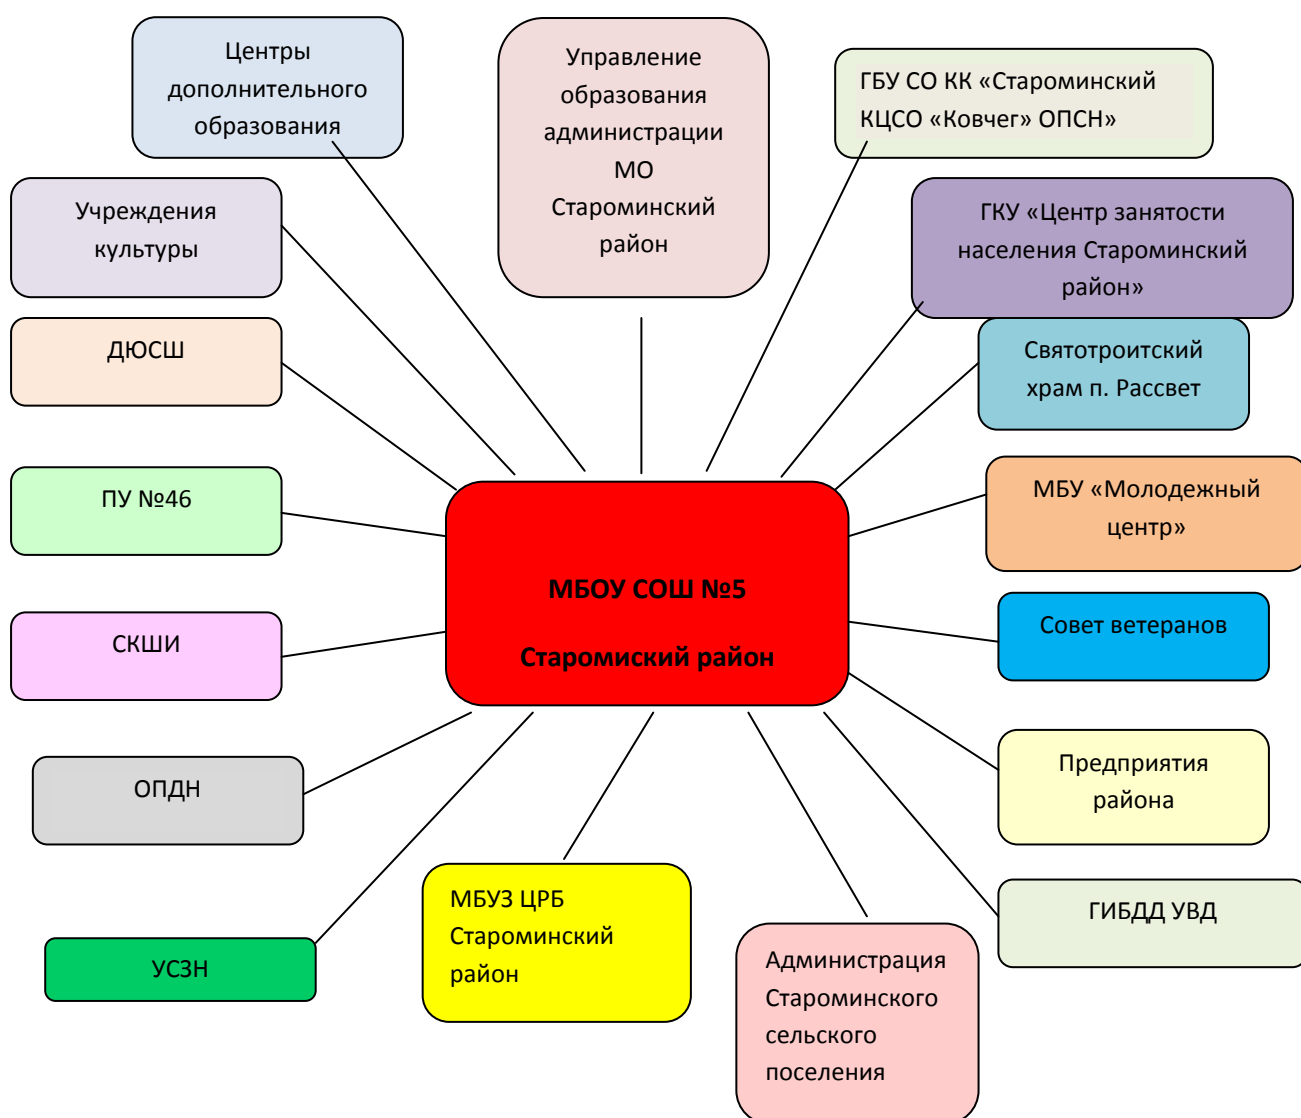 Центры
дополнительного
образования
Управление
образования
администрации
МО
Староминский
район
ГБУ СО КК «Староминский
КЦСО «Ковчег» ОПСН»
Учреждения
культуры
ГКУ «Центр занятости
населения Староминский
район»
ДЮСШ
Святотроитский
храм п. Рассвет
ПУ №46
МБУ «Молодежный
центр»
МБОУ СОШ №5
Старомиский район
СКШИ
Совет ветеранов
ОПДН
Предприятия
района
МБУЗ ЦРБ
Староминский
район
ГИБДД УВД
УСЗН
Администрация
Староминского
сельского
поселения